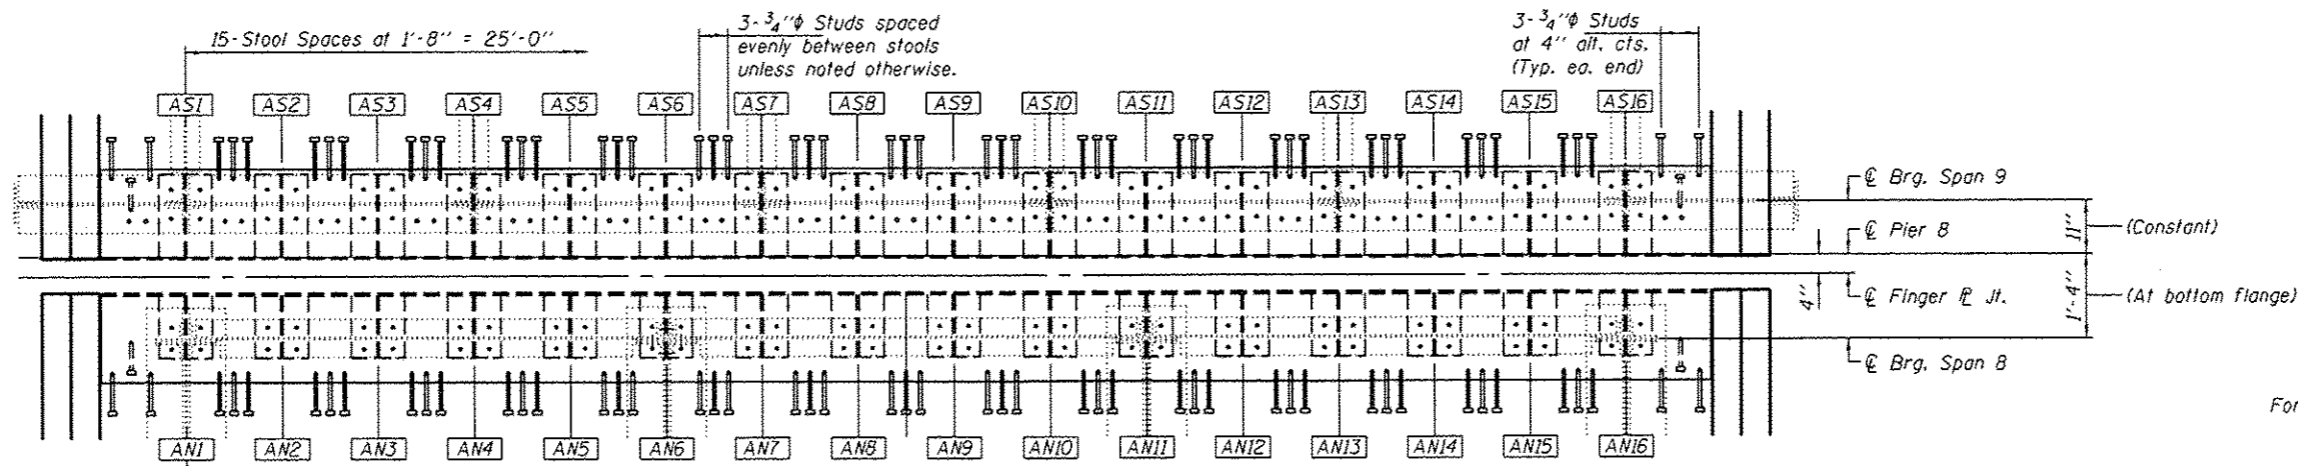 15-Stool Spaces at 1'-8" = 25'-0"
3-¾"ϕ Studs spaced
evenly between stools
unless noted otherwise.
3-¾"ϕ Studs
at 4" alt. cts.
(Typ. ea. end)
AS1 AS2 AS3 AS4 AS5 AS6 AS7 AS8 AS9 AS10 AS11 AS12 AS13 AS14 AS15 AS16
℄ Brg. Span 9
11"
(Constant)
℄ Pier 8
4"
℄ Finger ⅊ Jt.
1'-4"
(At bottom flange)
℄ Brg. Span 8
For
AN1 AN2 AN3 AN4 AN5 AN6 AN7 AN8 AN9 AN10 AN11 AN12 AN13 AN14 AN15 AN16